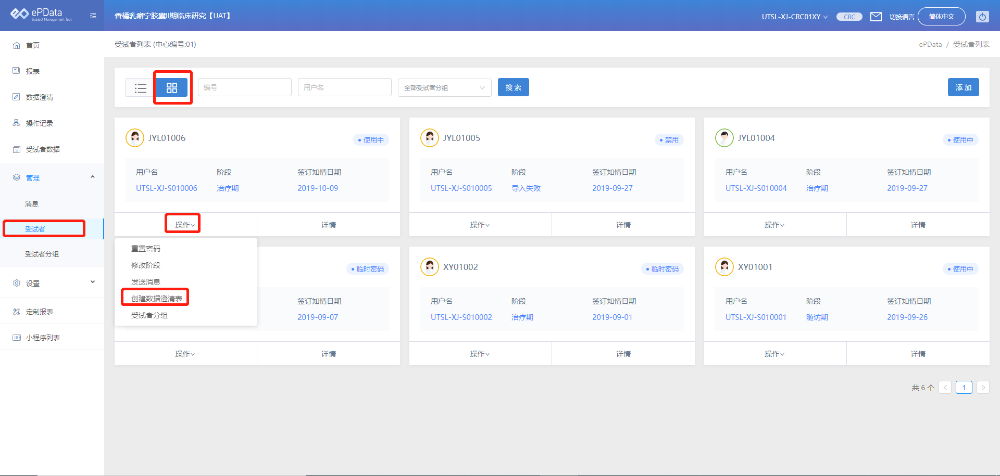 ePData
Subject Management Tool
香橘乳癖宁胶囊II期临床研究【UAT】
UTSL-XJ-CRC01XY
CRC
切换语言
简体中文
首页
报表
数据澄清
操作记录
受试者数据
管理
消息
受试者
受试者分组
设置
定制报表
小程序列表
受试者列表 (中心编号:01)
ePData / 受试者列表
编号
用户名
全部受试者分组
搜 索
添 加
JYL01006
使用中
用户名 阶段 签订知情日期
UTSL-XJ-S010006 治疗期 2019-10-09
操作 详情
JYL01005
禁用
用户名 阶段 签订知情日期
UTSL-XJ-S010005 导入失败 2019-09-27
操作 详情
JYL01004
使用中
用户名 阶段 签订知情日期
UTSL-XJ-S010004 治疗期 2019-09-27
操作 详情
重置密码
修改阶段
发送消息
创建数据澄清表
受试者分组
临时密码
签订知情日期
2019-09-07
操作 详情
XY01002
临时密码
用户名 阶段 签订知情日期
UTSL-XJ-S010002 治疗期 2019-09-01
操作 详情
XY01001
使用中
用户名 阶段 签订知情日期
UTSL-XJ-S010001 随访期 2019-09-26
操作 详情
共 6 个 < 1 >